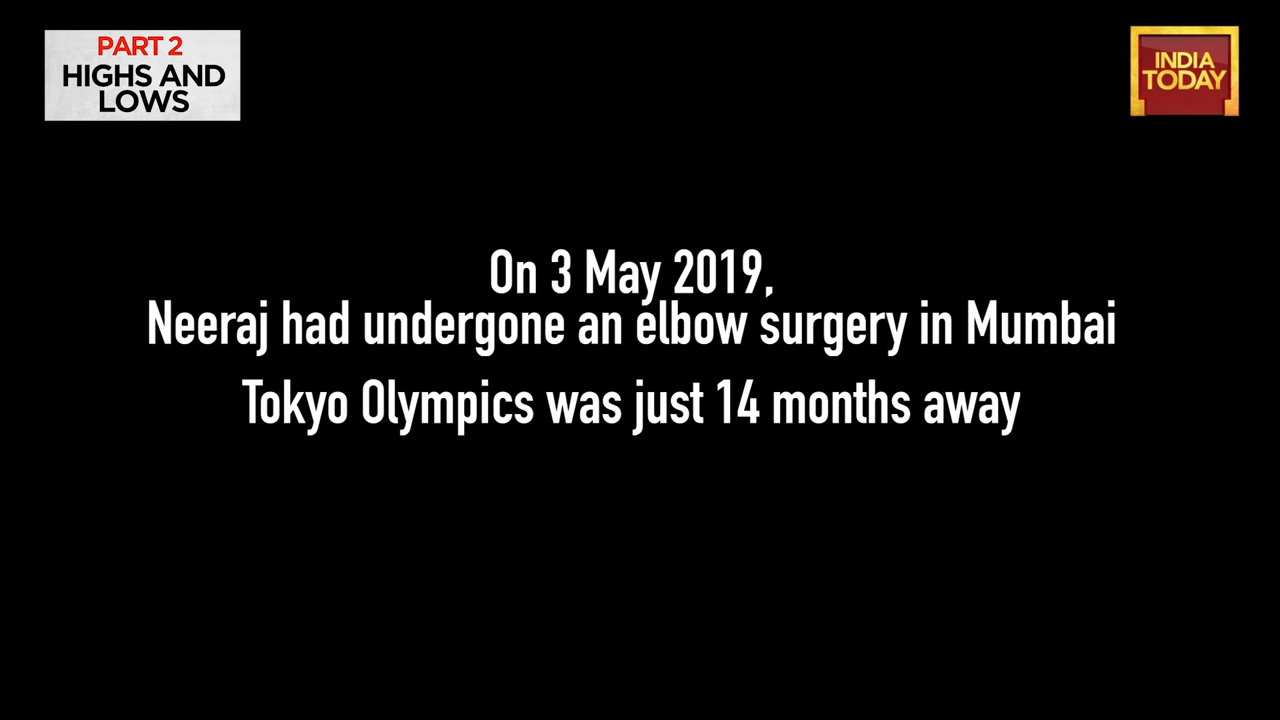 PART 2
HIGHS AND
LOWS
INDIA
TODAY
On 3 May 2019,
Neeraj had undergone an elbow surgery in Mumbai
Tokyo Olympics was just 14 months away